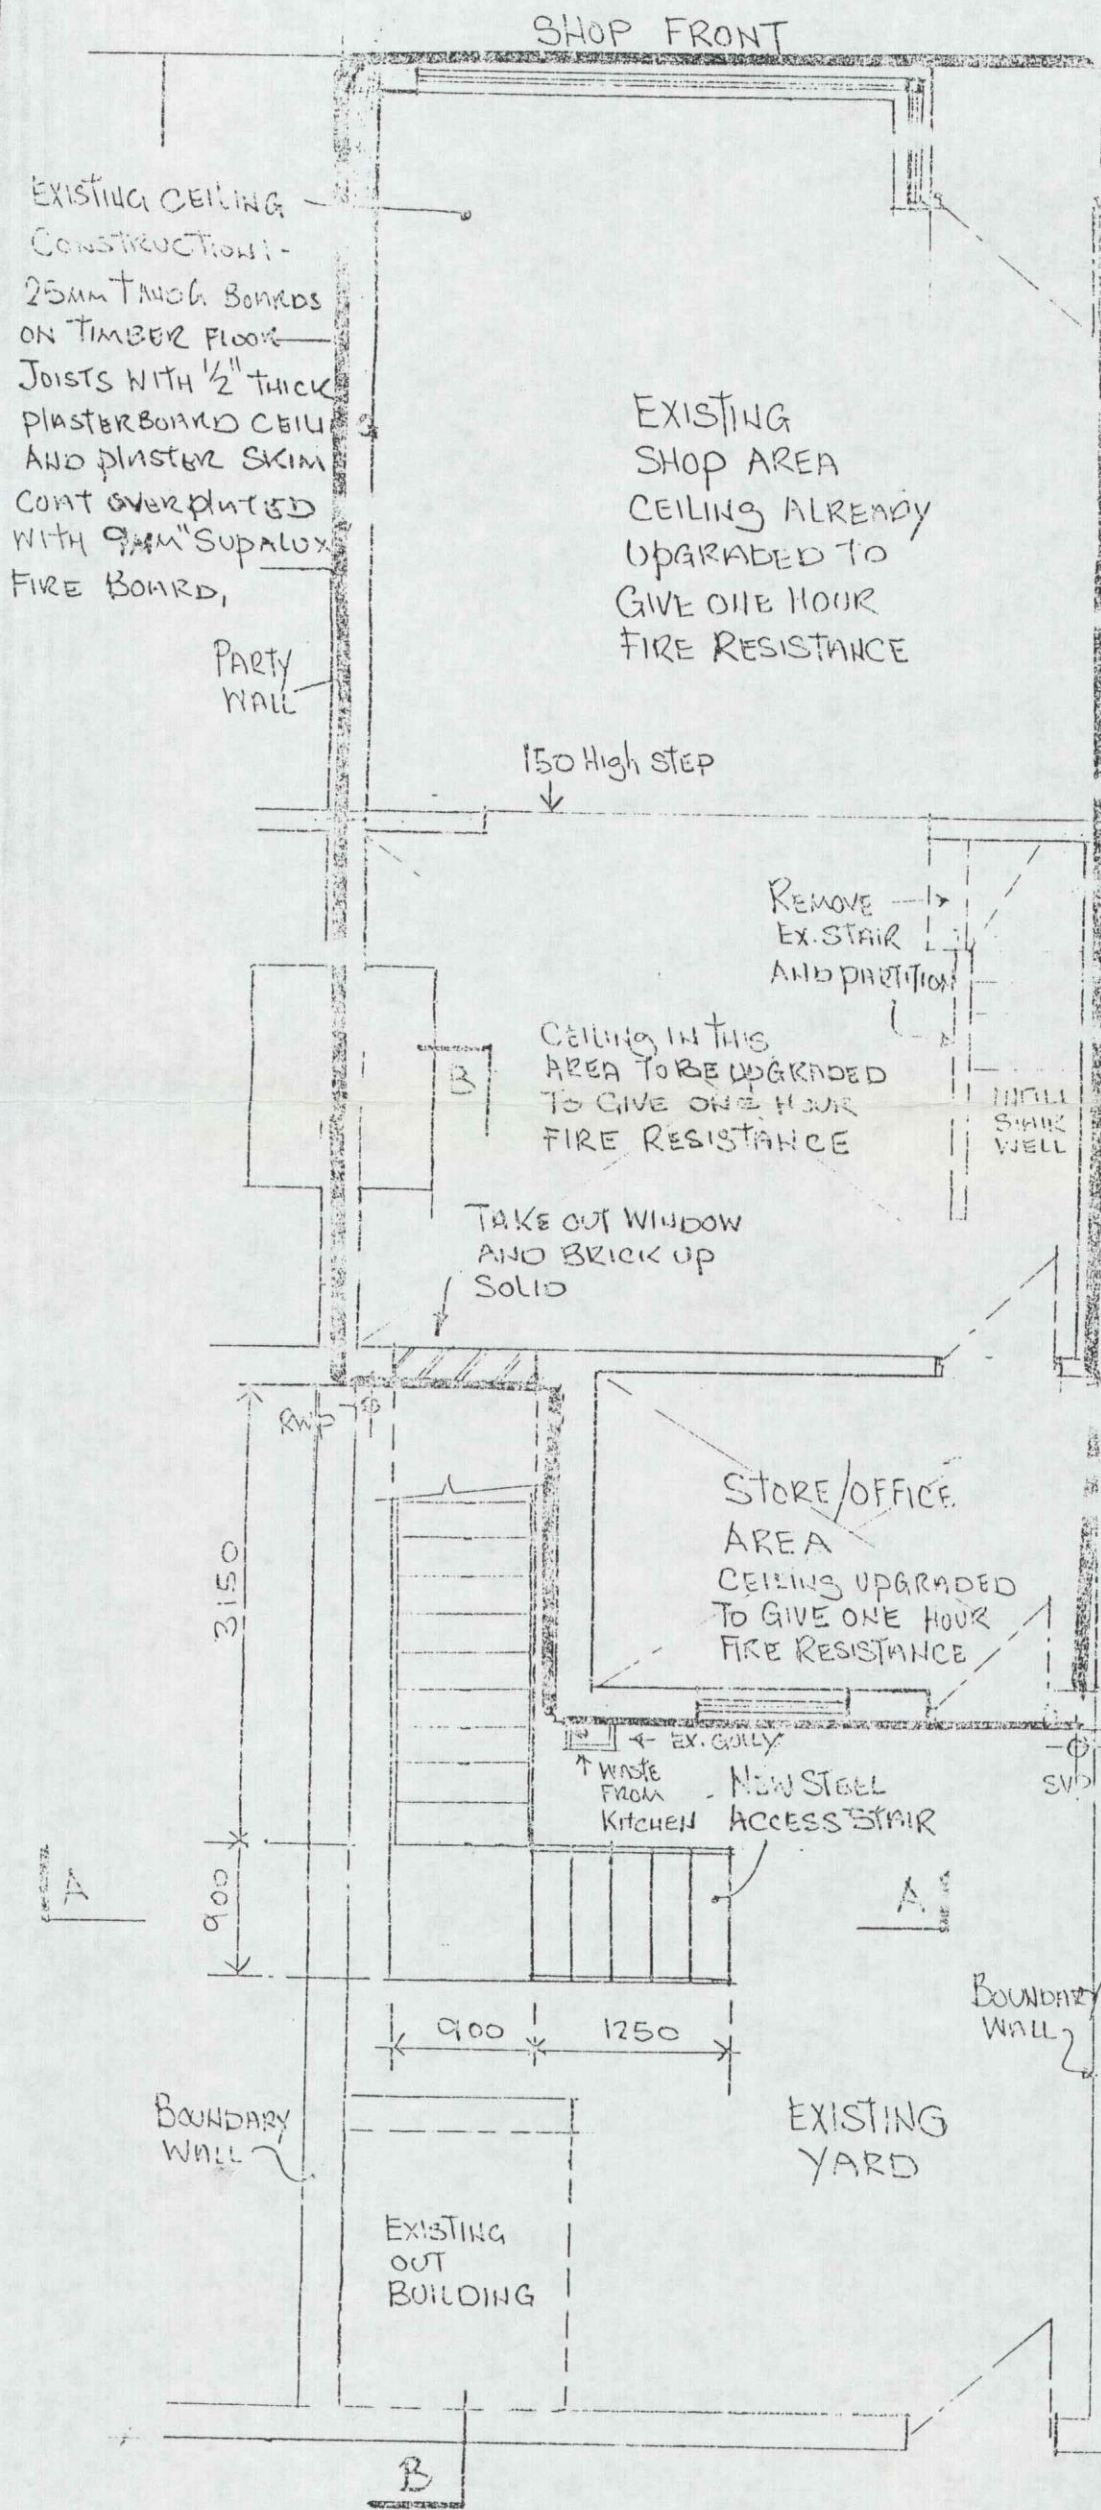 SHOP FRONT
EXISTING CEILING
CONSTRUCTION:-
25MM T AND G BOARDS
ON TIMBER FLOOR
JOISTS WITH 1/2" THICK
PLASTERBOARD CEILI G
AND PLASTER SKIM
COAT OVERPLATED
WITH 9MM "SUPALUX
FIRE BOARD,
EXISTING
SHOP AREA
CEILING ALREADY
UPGRADED TO
GIVE ONE HOUR
FIRE RESISTANCE
PARTY
WALL
150 High STEP
REMOVE
EX. STAIR
AND PARTITION
CEILING IN THIS
AREA TO BE UPGRADED
TO GIVE ONE HOUR
FIRE RESISTANCE
B
INFILL
STAIR
WELL
TAKE OUT WINDOW
AND BRICK UP
SOLID
RWP
STORE/OFFICE
AREA
CEILING UPGRADED
TO GIVE ONE HOUR
FIRE RESISTANCE
3150
EX. GULLY
WASTE
FROM
KITCHEN
NEW STEEL
ACCESS STAIR
SVP
A
900
A
900
1250
BOUNDARY
WALL
BOUNDARY
WALL
EXISTING
YARD
EXISTING
OUT
BUILDING
B